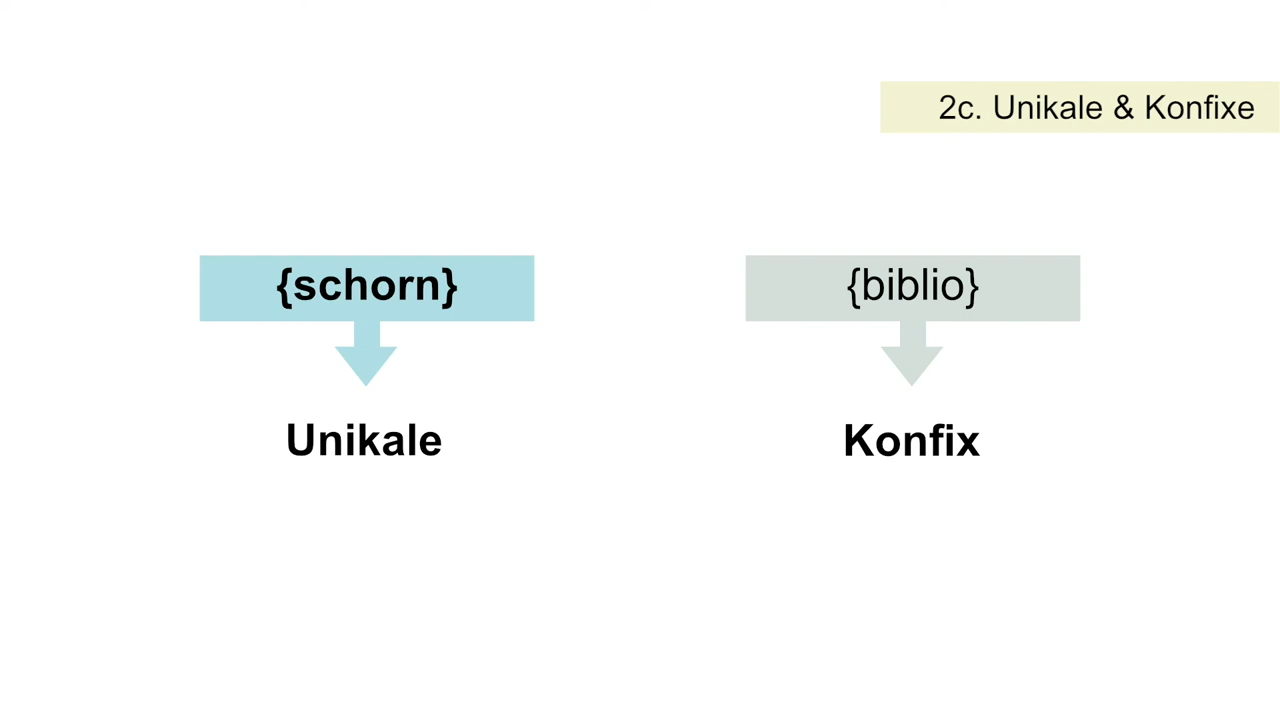 2c. Unikale & Konfixe
{schorn}
{biblio}
Unikale
Konfix